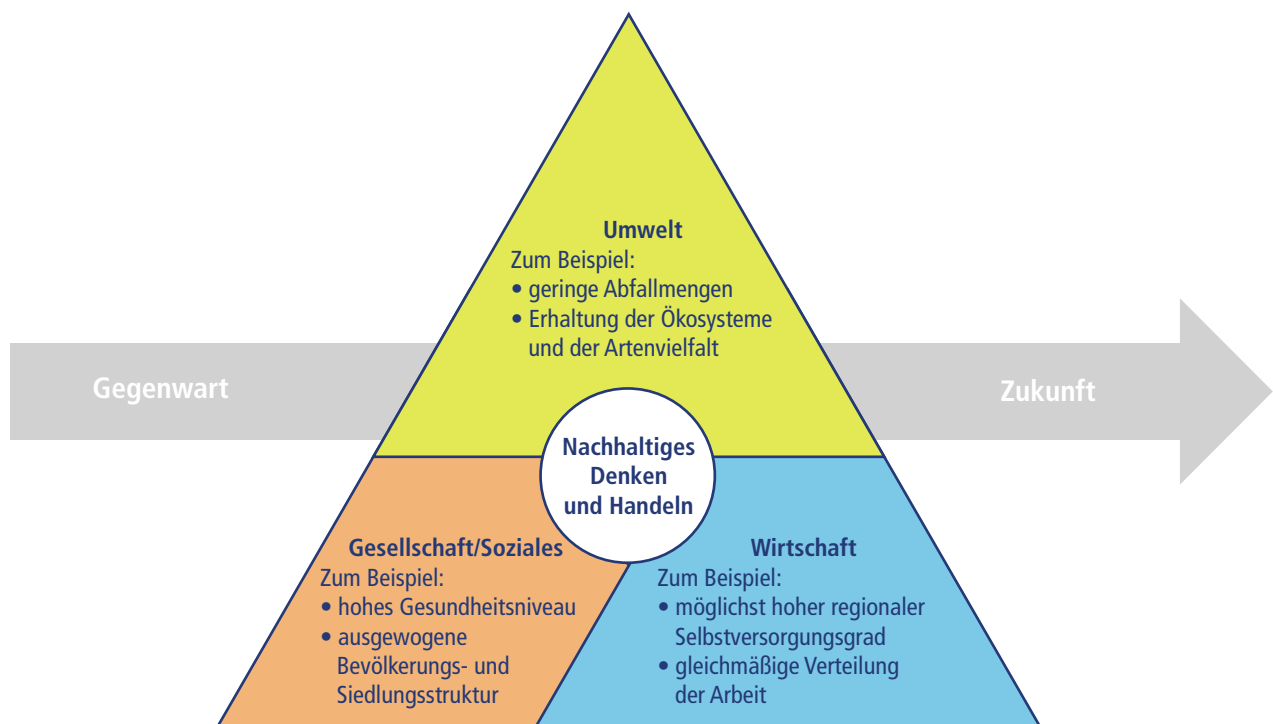 Umwelt
Zum Beispiel:
• geringe Abfallmengen
• Erhaltung der Ökosysteme
und der Artenvielfalt
Gegenwart
Zukunft
Nachhaltiges
Denken
und Handeln
Gesellschaft/Soziales
Zum Beispiel:
• hohes Gesundheitsniveau
• ausgewogene
Bevölkerungs- und
Siedlungsstruktur
Wirtschaft
Zum Beispiel:
• möglichst hoher regionaler
Selbstversorgungsgrad
• gleichmäßige Verteilung
der Arbeit